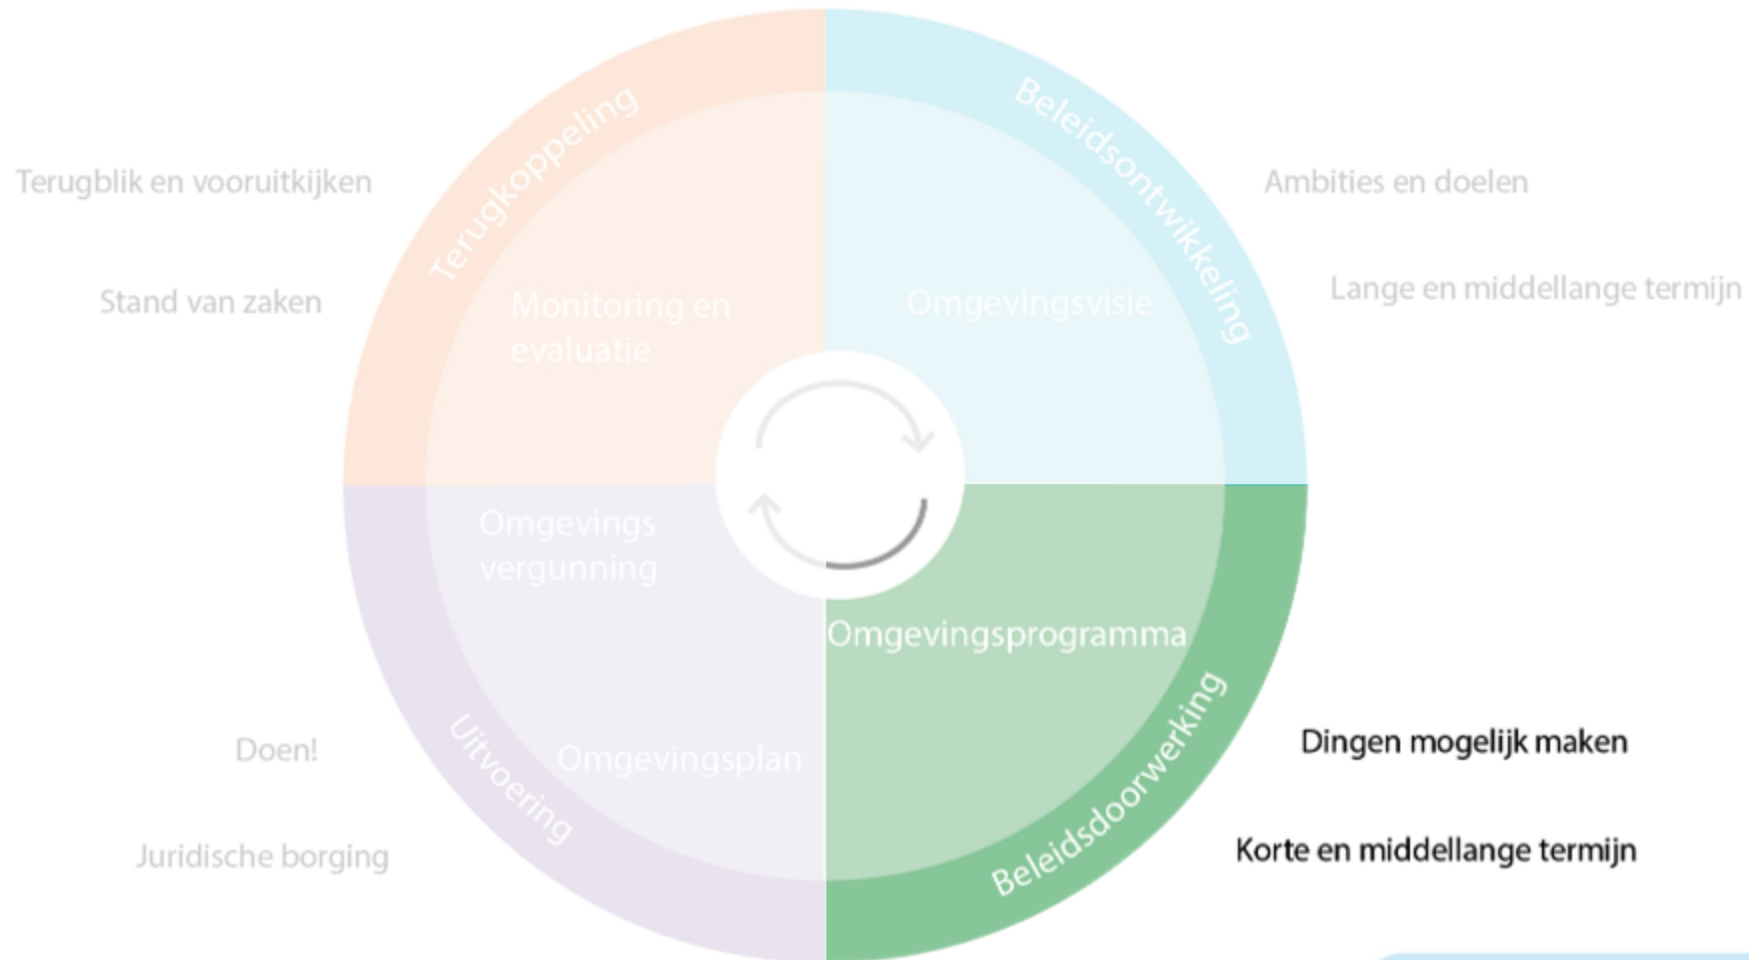 Terugkoppeling
Beleidsontwikkeling
Terugblik en vooruitkijken
Ambities en doelen
Stand van zaken
Monitoring en
evaluatie
Omgevingsvisie
Lange en middellange termijn
Omgevings
vergunning
Omgevingsprogramma
Doen!
Uitvoering
Omgevingsplan
Beleidsdoorwerking
Dingen mogelijk maken
Juridische borging
Korte en middellange termijn